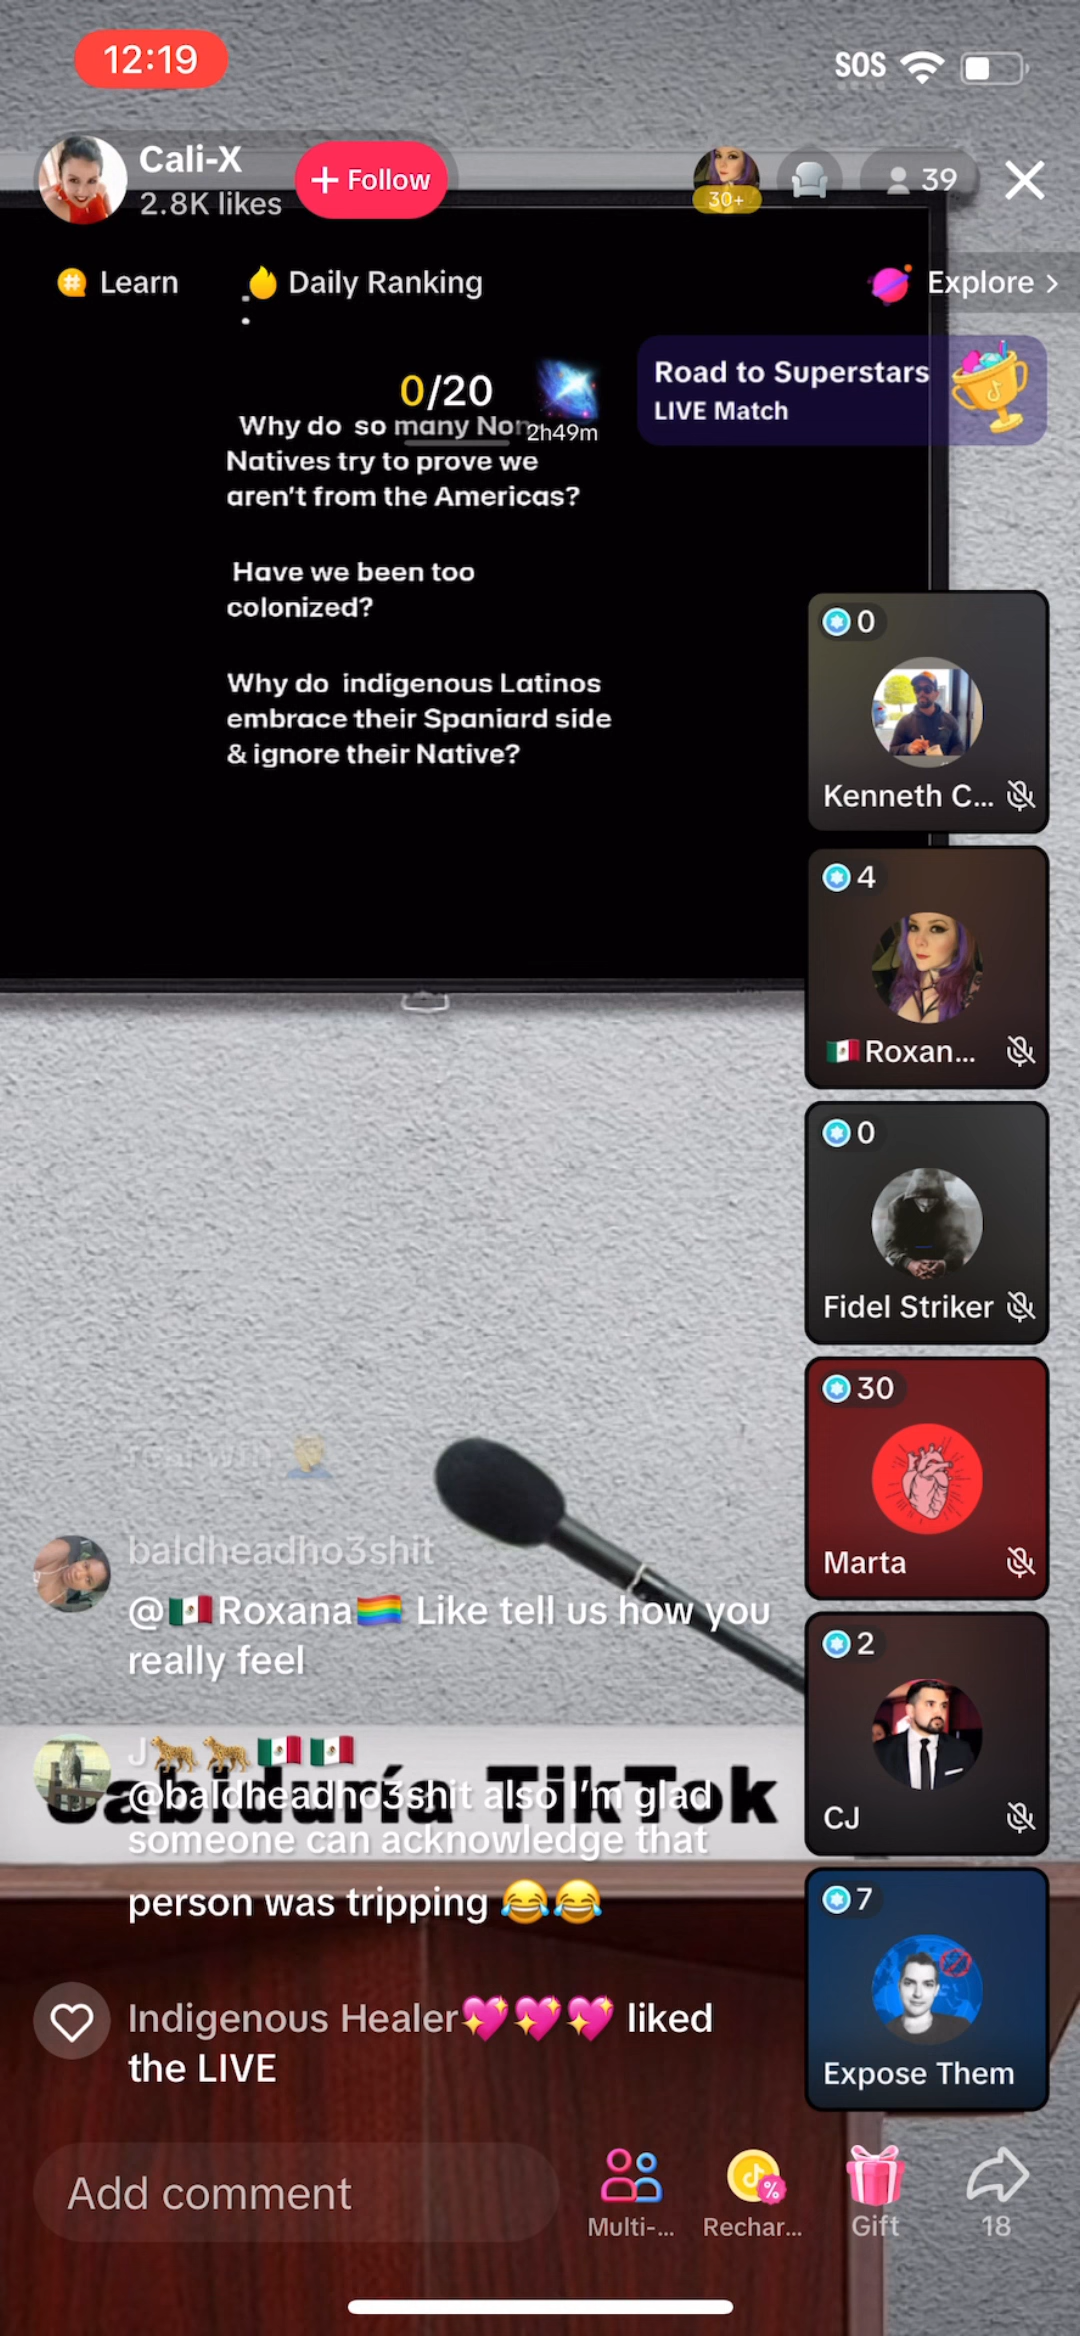 12:19
SOS
Cali-X
2.8K likes
+ Follow
30+
39
Learn
Daily Ranking
Explore >
0/20
2h49m
Road to Superstars
LIVE Match
Why do so many Non
Natives try to prove we
aren't from the Americas?
Have we been too
colonized?
Why do indigenous Latinos
embrace their Spaniard side
& ignore their Native?
0
Kenneth C...
4
🇲🇽Roxan...
0
Fidel Striker
30
Marta
2
CJ
7
Expose Them
baldheadho3shit
@🇲🇽Roxana🏳️‍🌈 Like tell us how you
really feel
J🐆🐆🇲🇽🇲🇽
@baldheadho3shit also I'm glad
someone can acknowledge that
person was tripping 😂😂
Sabiduría TikTok
Indigenous Healer💖💖💖 liked
the LIVE
Add comment
Multi-...
Rechar...
Gift
18